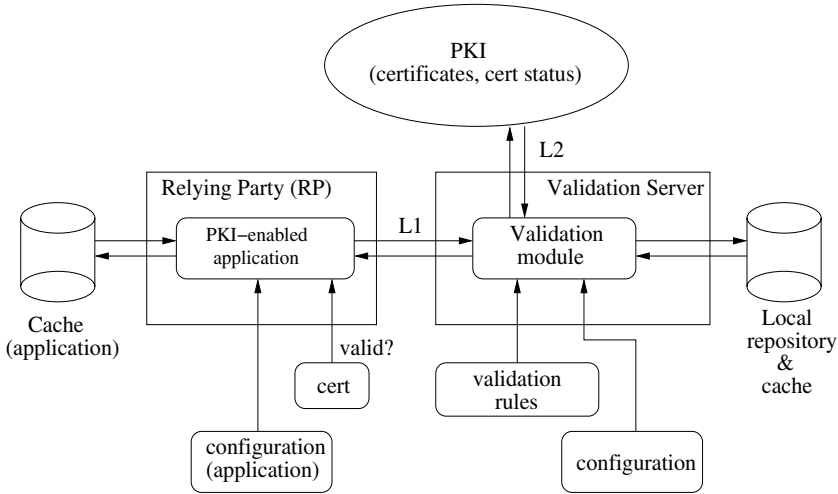 PKI
(certificates, cert status)
L2
Relying Party (RP)
Validation Server
PKI−enabled
application
L1
Validation
module
Cache
(application)
valid?
cert
validation
rules
Local
repository
&
cache
configuration
(application)
configuration